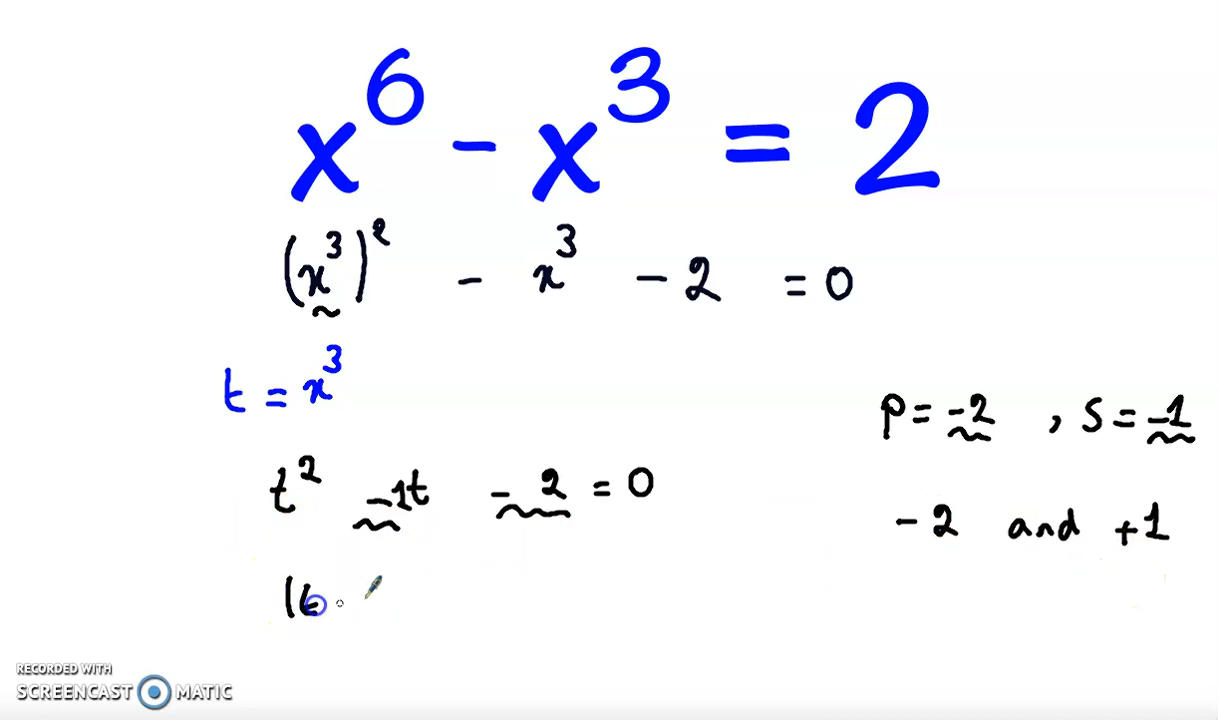 x⁶ - x³ = 2
(x³)² - x³ - 2 = 0
t = x³
P = -2 , S = -1
t² -1t - 2 = 0
-2 and +1
(t
RECORDED WITH
SCREENCAST MATIC